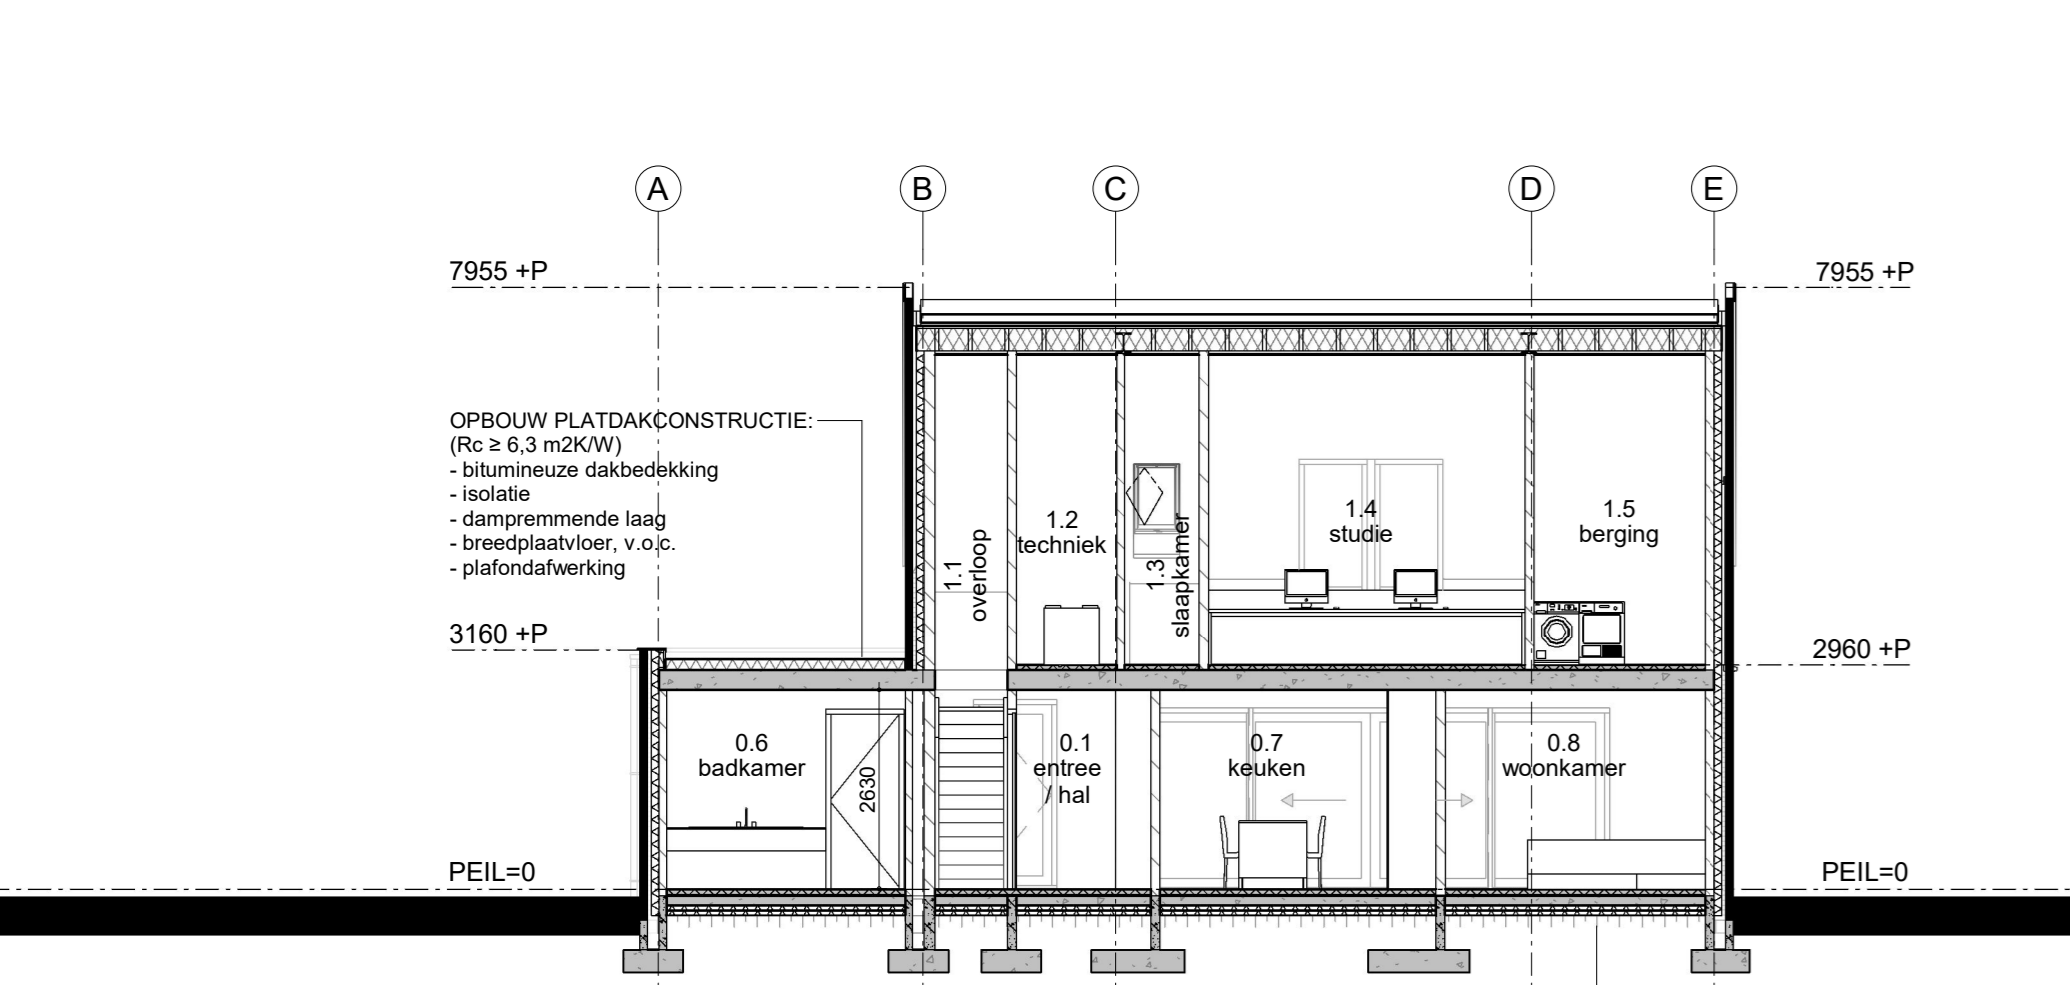 A
B
C
D
E
7955 +P
7955 +P
OPBOUW PLATDAKCONSTRUCTIE:
(Rc ≥ 6,3 m2K/W)
- bitumineuze dakbedekking
- isolatie
- dampremmende laag
- breedplaatvloer, v.o.c.
- plafondafwerking
1.1
overloop
1.2
techniek
1.3
slaapkamer
1.4
studie
1.5
berging
3160 +P
2960 +P
0.6
badkamer
2630
0.1
entree
/ hal
0.7
keuken
0.8
woonkamer
PEIL=0
PEIL=0